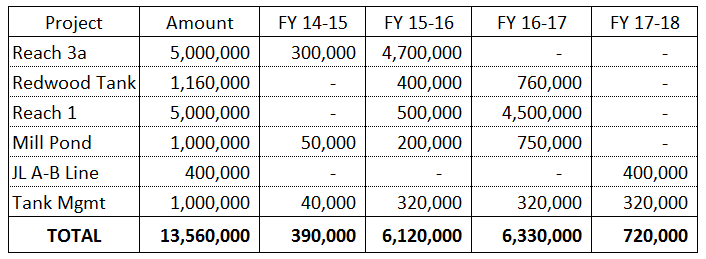 Project Amount FY 14-15 FY 15-16 FY 16-17 FY 17-18
Reach 3a 5,000,000 300,000 4,700,000 - -
Redwood Tank 1,160,000 - 400,000 760,000 -
Reach 1 5,000,000 - 500,000 4,500,000 -
Mill Pond 1,000,000 50,000 200,000 750,000 -
JL A-B Line 400,000 - - - 400,000
Tank Mgmt 1,000,000 40,000 320,000 320,000 320,000
TOTAL 13,560,000 390,000 6,120,000 6,330,000 720,000